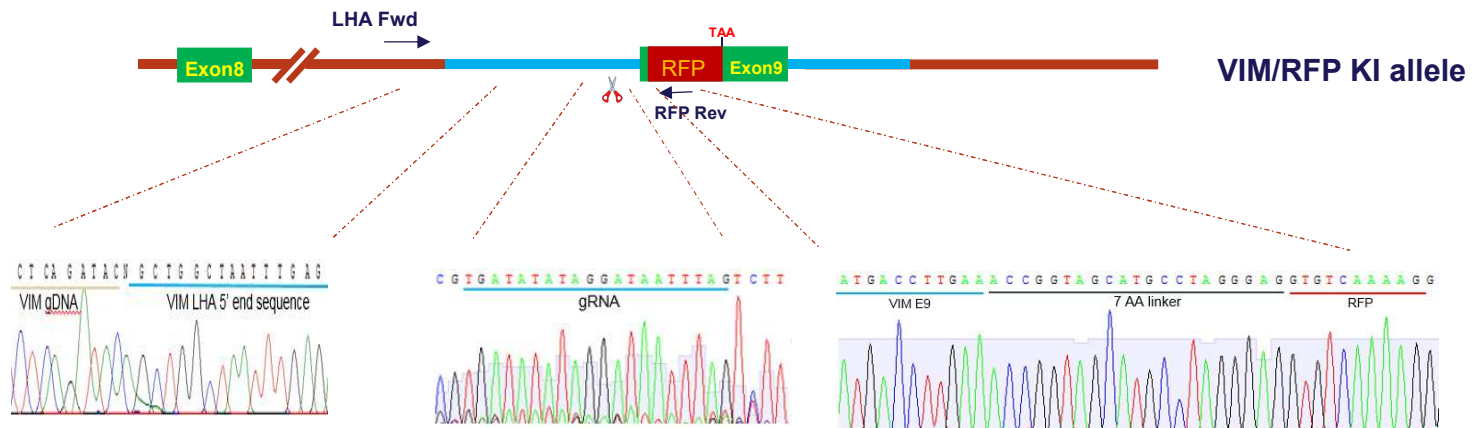 LHA Fwd
TAA
Exon8
RFP
Exon9
VIM/RFP KI allele
RFP Rev
CTCAGATACNGCTGGCTAATTTGAG
VIM gDNA
VIM LHA 5' end sequence
CGTGATATATAGGATAATTTAGTCTT
gRNA
ATGACCTTGAAACCGGTAGCATGCCTAGGGAGGTGTCAAAAGG
VIM E9
7 AA linker
RFP